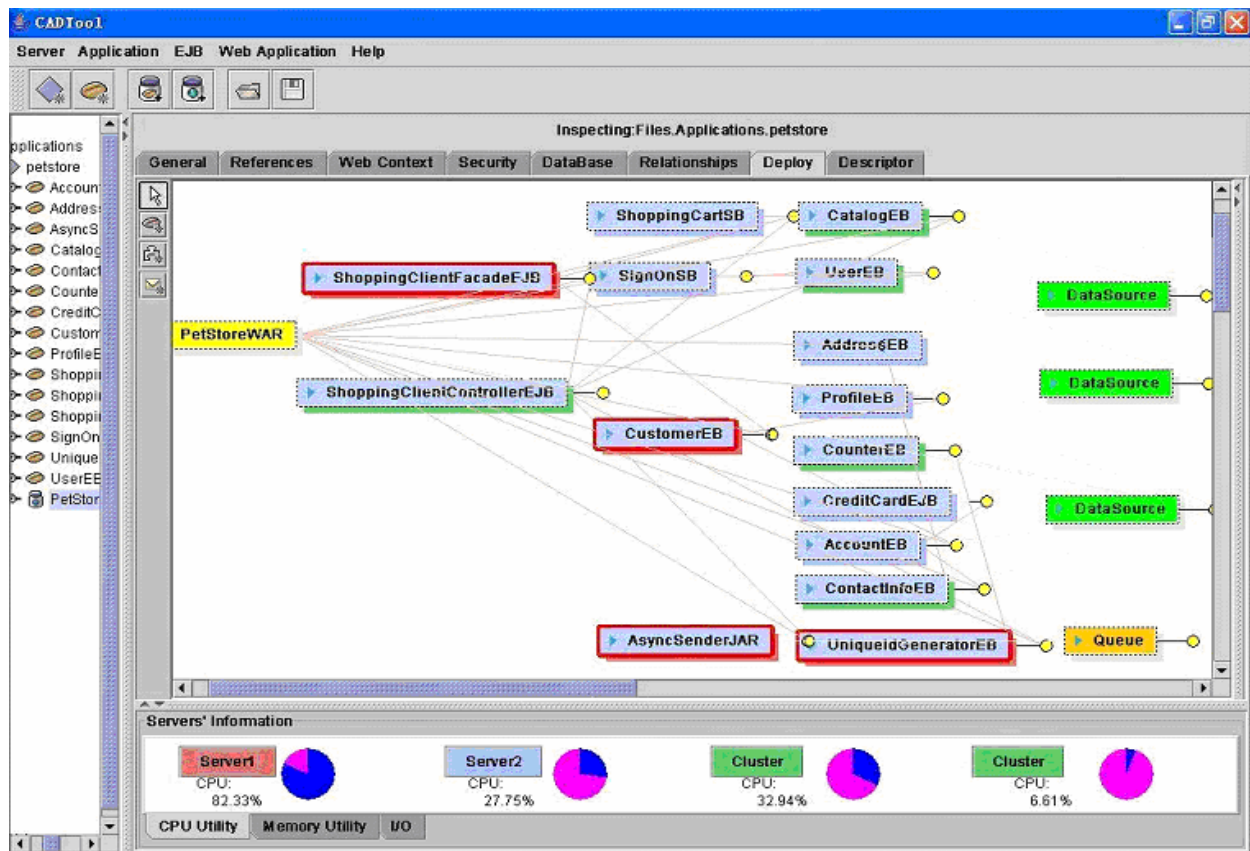 CADTool
Server Application EJB Web Application Help
Inspecting:Files.Applications.petstore
General References Web Context Security DataBase Relationships Deploy Descriptor
pplications
petstore
Accoun
Addres
AsyncS
Catalog
Contact
Counte
CreditC
Custom
ProfileE
Shoppi
Shoppi
Shoppi
SignOn
Unique
UserEE
PetStor
ShoppingCartSB
CatalogEB
ShoppingClientFacadeEJB
SignOnSB
UserEB
DataSource
PetStoreWAR
AddressEB
DataSource
ShoppingClientControllerEJB
ProfileEB
CustomerEB
CounterEB
CreditCardEJB
DataSource
AccountEB
ContactInfoEB
AsyncSenderJAR
UniqueidGeneratorEB
Queue
Servers' Information
Server1
CPU:
82.33%
Server2
CPU:
27.75%
Cluster
CPU:
32.94%
Cluster
CPU:
6.61%
CPU Utility Memory Utility I/O